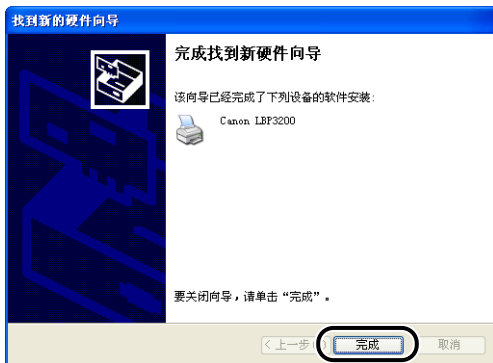 找到新的硬件向导
完成找到新硬件向导
该向导已经完成了下列设备的软件安装:
Canon LBP3200
要关闭向导，请单击“完成”。
<上一步( ) 完成 取消